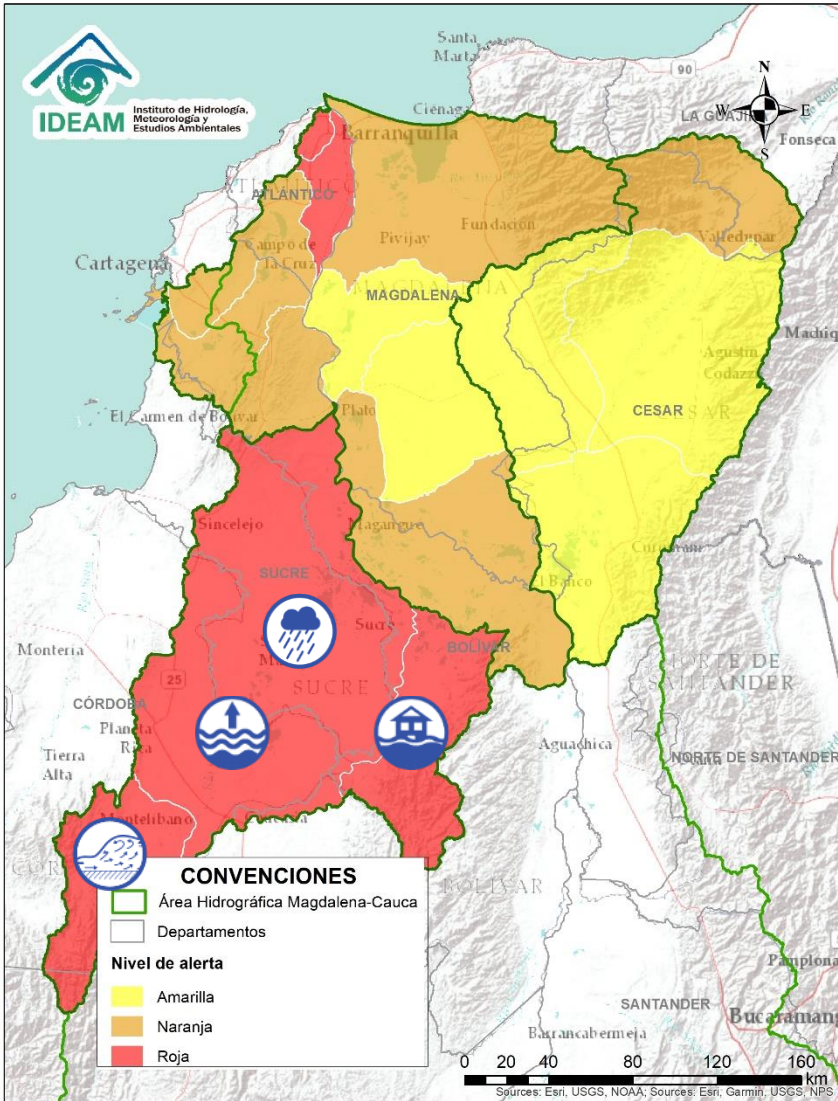 IDEAM
Instituto de Hidrología,
Meteorología y
Estudios Ambientales
Santa
Marta
90
N
W
E
S
LA GUAJIR
Fonseca
Ciénaga
Barranquilla
ATLÁNTICO
Campo de
la Cruz
Pivijay
Fundación
Valledupar
Cartagena
MAGDALENA
Machiq
Agustín
Codazzi
CESAR
El Carmen de Bolívar
Plato
Sincelejo
Magangué
SUCRE
El Banco
Sucre
BOLÍVAR
SUCRE
Montería
25
NORTE DE
SANTANDER
CÓRDOBA
Planeta
Rica
Tierra
Alta
Aguachica
NORTE DE SANTANDER
Montelíbano
BOLÍVAR
CONVENCIONES
Área Hidrográfica Magdalena-Cauca
Departamentos
Nivel de alerta
Amarilla
Naranja
Roja
Pamplona
SANTANDER
Bucaramang
Barrancabermeja
0 20 40 80 120 160
km
Sources: Esri, USGS, NOAA; Sources: Esri, Garmin, USGS, NPS